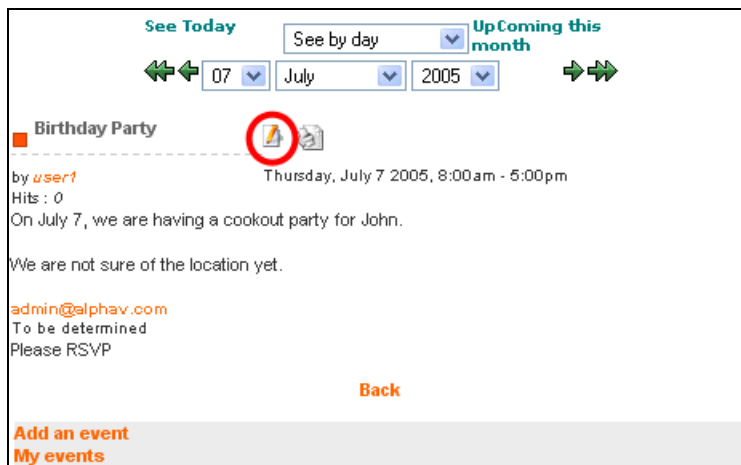 See Today
See by day
UpComing this
month
07 July 2005
Birthday Party
by user1 Thursday, July 7 2005, 8:00am - 5:00pm
Hits : 0
On July 7, we are having a cookout party for John.
We are not sure of the location yet.
admin@alphav.com
To be determined
Please RSVP
Back
Add an event
My events